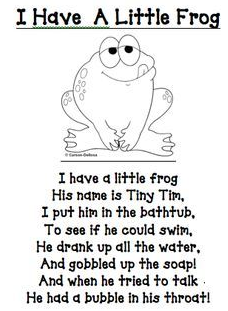 I Have A Little Frog
© Carson-Dellosa
I have a little frog
His name is Tiny Tim,
I put him in the bathtub,
To see if he could swim,
He drank up all the water,
And gobbled up the soap!
And when he tried to talk
He had a bubble in his throat!